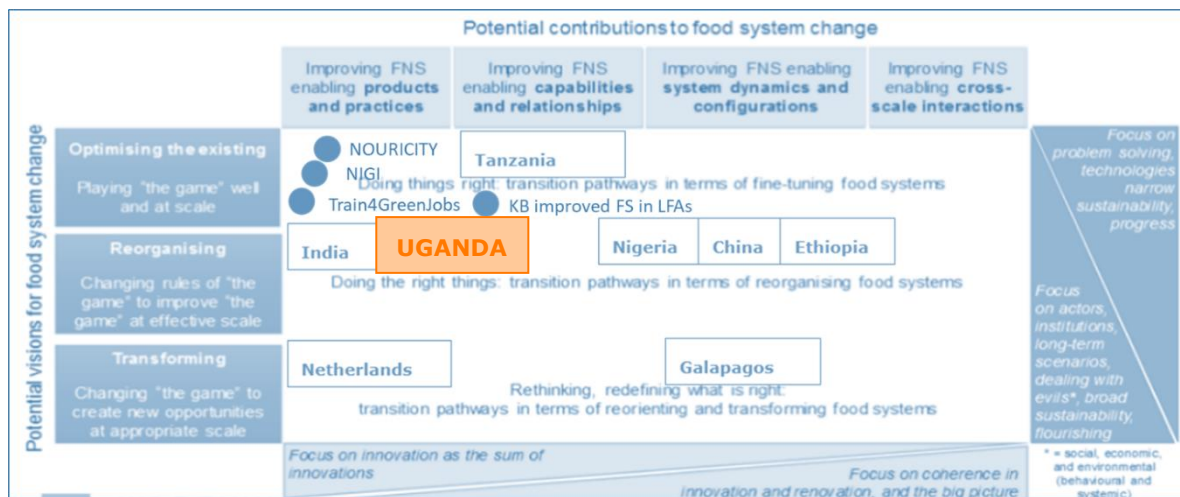 Potential contributions to food system change
Improving FNS
enabling products
and practices
Improving FNS
enabling capabilities
and relationships
Improving FNS enabling
system dynamics and
configurations
Improving FNS
enabling cross-
scale interactions
Potential visions for food system change
Optimising the existing
Playing "the game" well
and at scale
NOURICITY
NIGI
Train4GreenJobs
Tanzania
Doing things right: transition pathways in terms of fine-tuning food systems
KB improved FS in LFAs
Reorganising
Changing rules of "the
game" to improve "the
game" at effective scale
India
UGANDA
Nigeria
China
Ethiopia
Doing the right things: transition pathways in terms of reorganising food systems
Transforming
Changing "the game" to
create new opportunities
at appropriate scale
Netherlands
Galapagos
Rethinking, redefining what is right:
transition pathways in terms of reorienting and transforming food systems
Focus on
problem solving,
technologies
narrow
sustainability,
progress
Focus
on actors,
institutions,
long-term
scenarios,
dealing with
evils*, broad
sustainability,
flourishing
Focus on innovation as the sum of
innovations
Focus on coherence in
innovation and renovation, and the big picture
* = social, economic,
and environmental
(behavioural and
systemic)